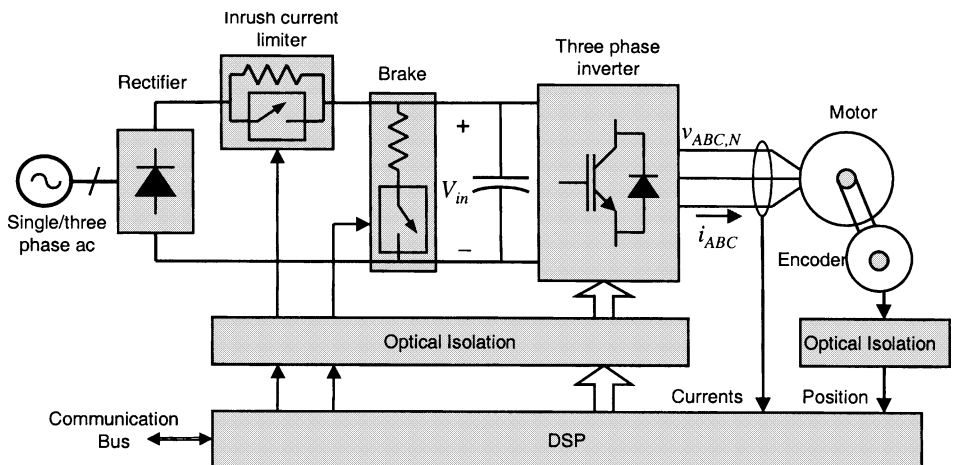 Inrush current
limiter
Rectifier
Brake
Three phase
inverter
Motor
+
V_in
−
v_ABC,N
i_ABC
Single/three
phase ac
Encoder
Optical Isolation
Optical Isolation
Currents
Position
Communication
Bus
DSP